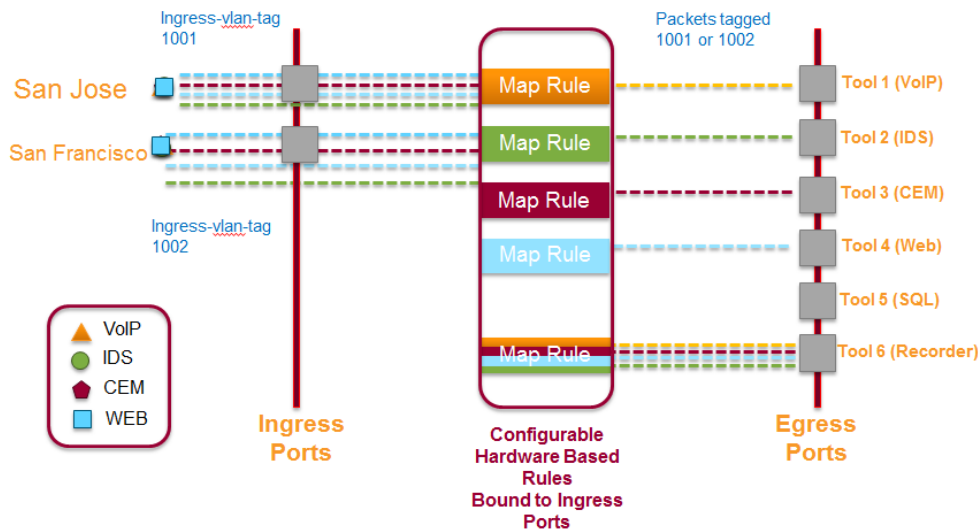 Ingress-vlan-tag
1001
Packets tagged
1001 or 1002
San Jose
Map Rule
Tool 1 (VoIP)
San Francisco
Map Rule
Tool 2 (IDS)
Map Rule
Tool 3 (CEM)
Ingress-vlan-tag
1002
Map Rule
Tool 4 (Web)
Tool 5 (SQL)
VoIP
IDS
CEM
WEB
Map Rule
Tool 6 (Recorder)
Ingress
Ports
Configurable
Hardware Based
Rules
Bound to Ingress
Ports
Egress
Ports